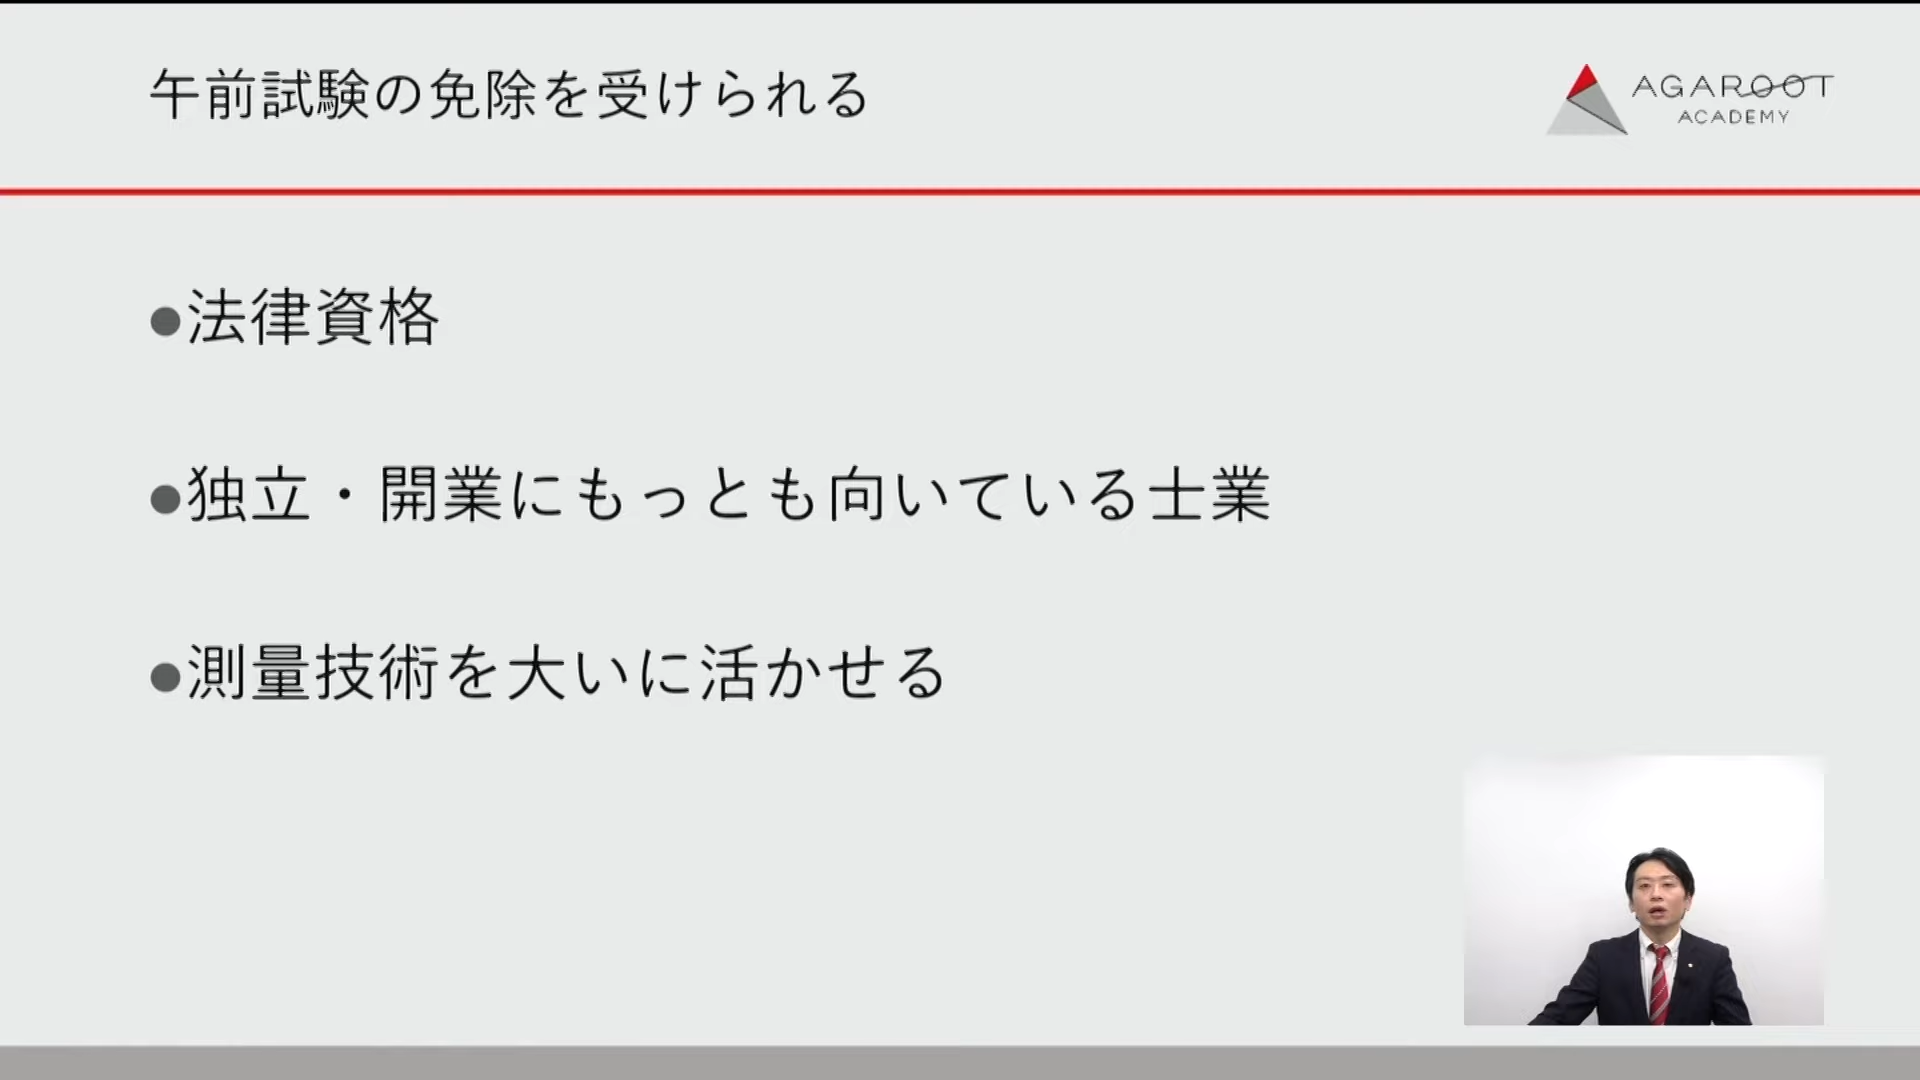 午前試験の免除を受けられる
AGAROOT
ACADEMY
●法律資格
●独立・開業にもっとも向いている士業
●測量技術を大いに活かせる